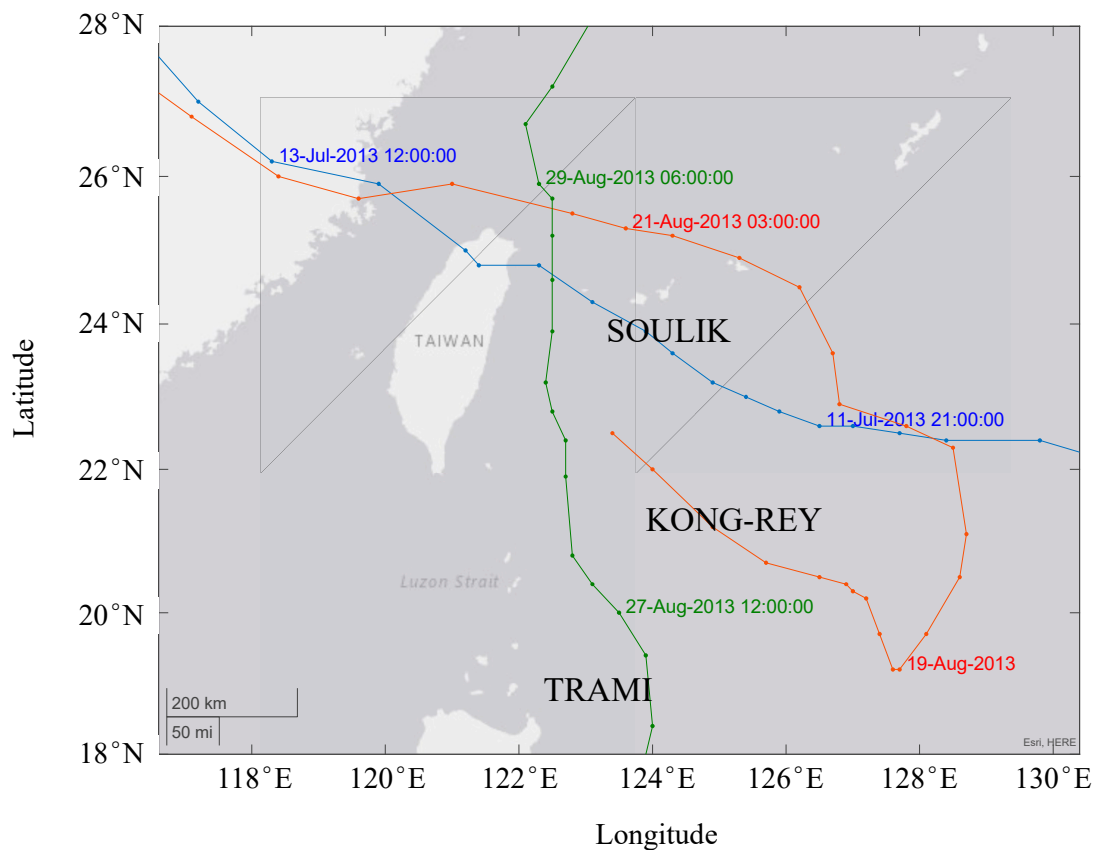 28°N
13-Jul-2013 12:00:00
26°N
29-Aug-2013 06:00:00
21-Aug-2013 03:00:00
24°N
SOULIK
TAIWAN
Latitude
11-Jul-2013 21:00:00
22°N
KONG-REY
Luzon Strait
20°N
27-Aug-2013 12:00:00
19-Aug-2013
TRAMI
200 km
50 mi
Esri, HERE
18°N
118°E 120°E 122°E 124°E 126°E 128°E 130°E
Longitude